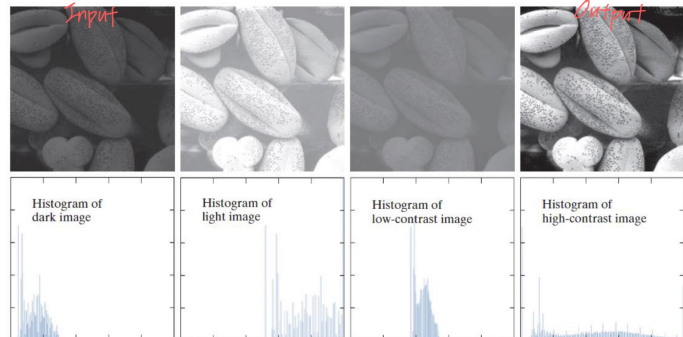 Input
Output
Histogram of
dark image
Histogram of
light image
Histogram of
low-contrast image
Histogram of
high-contrast image